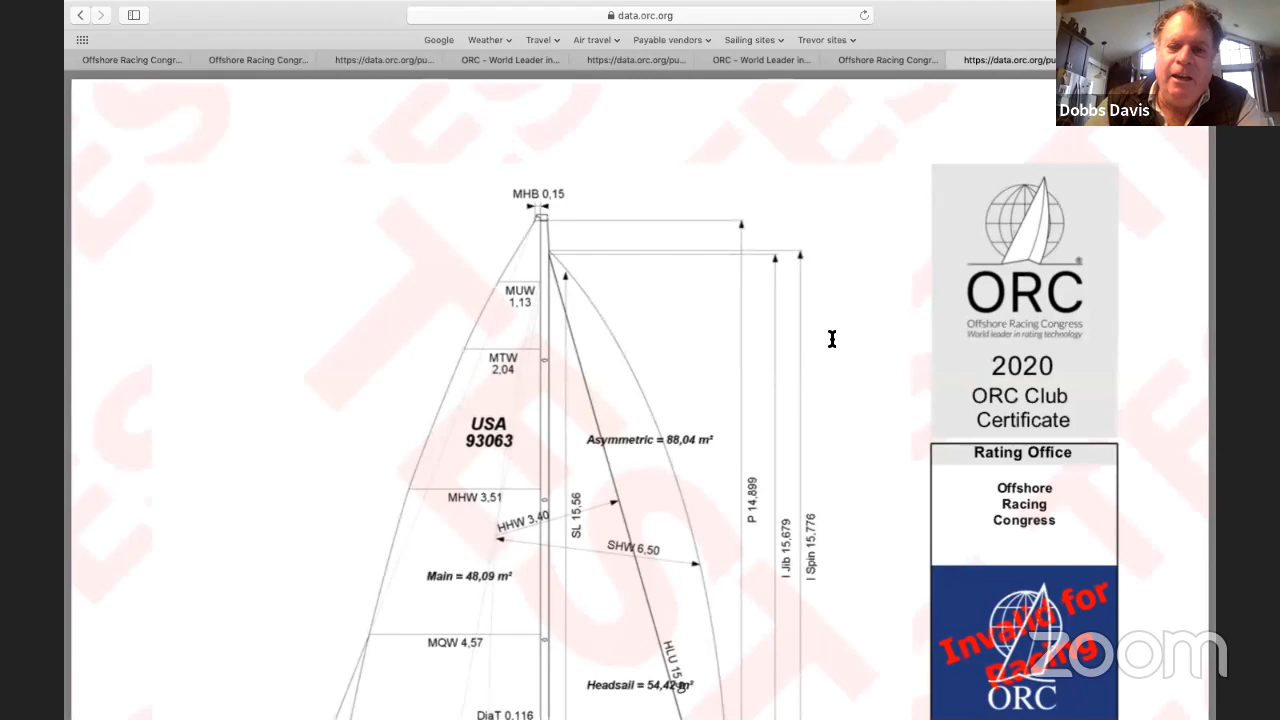 data.orc.org
Google Weather Travel Air travel Payable vendors Sailing sites Trevor sites
Offshore Racing Congr... Offshore Racing Congr... https://data.orc.org/pu... ORC - World Leader in... https://data.orc.org/pu... ORC - World Leader in... Offshore Racing Congr... https://data.orc.org/pu
Dobbs Davis
MHB 0,15
MUW
1,13
MTW
2,04
USA
93063
Asymmetric = 88,04 m²
MHW 3,51
HHW 3,40
SL 15,56
SHW 6,50
P 14,899
I Jib 15,679
I Spin 15,776
Main = 48,09 m²
MQW 4,57
HLU 15
Headsail = 54,42 m²
DiaT 0,116
TEST
ORC
®
Offshore Racing Congress
World leader in rating technology
2020
ORC Club
Certificate
Rating Office
Offshore
Racing
Congress
Invalid for
Racing
ORC
zoom